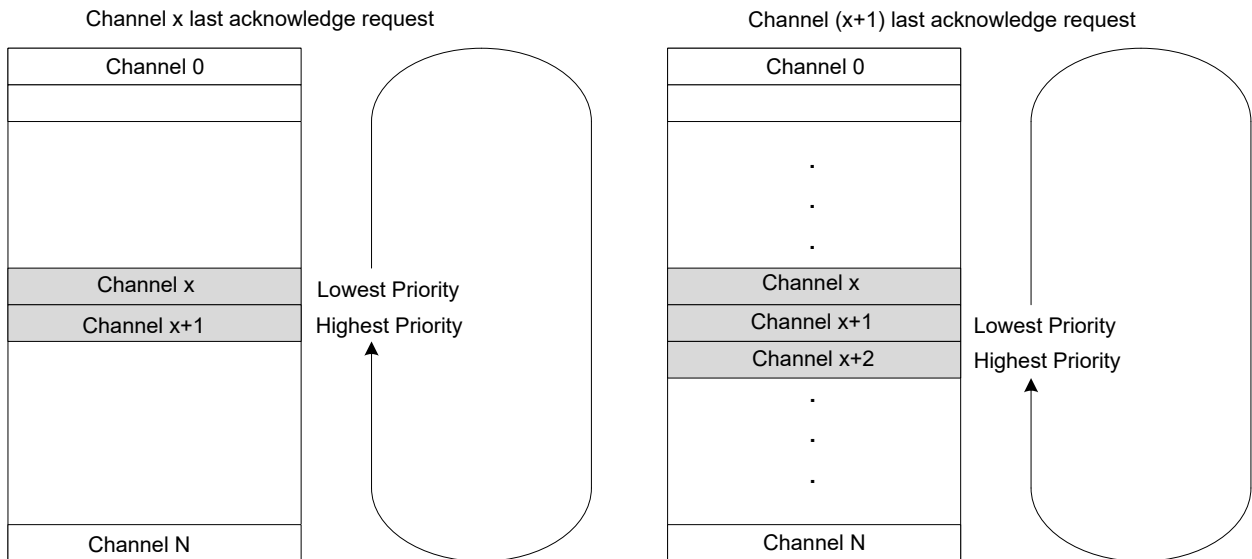 Channel x last acknowledge request
Channel 0
Channel x
Lowest Priority
Channel x+1
Highest Priority
Channel N
Channel (x+1) last acknowledge request
Channel 0
.
.
.
Channel x
Channel x+1
Lowest Priority
Channel x+2
Highest Priority
.
.
.
Channel N